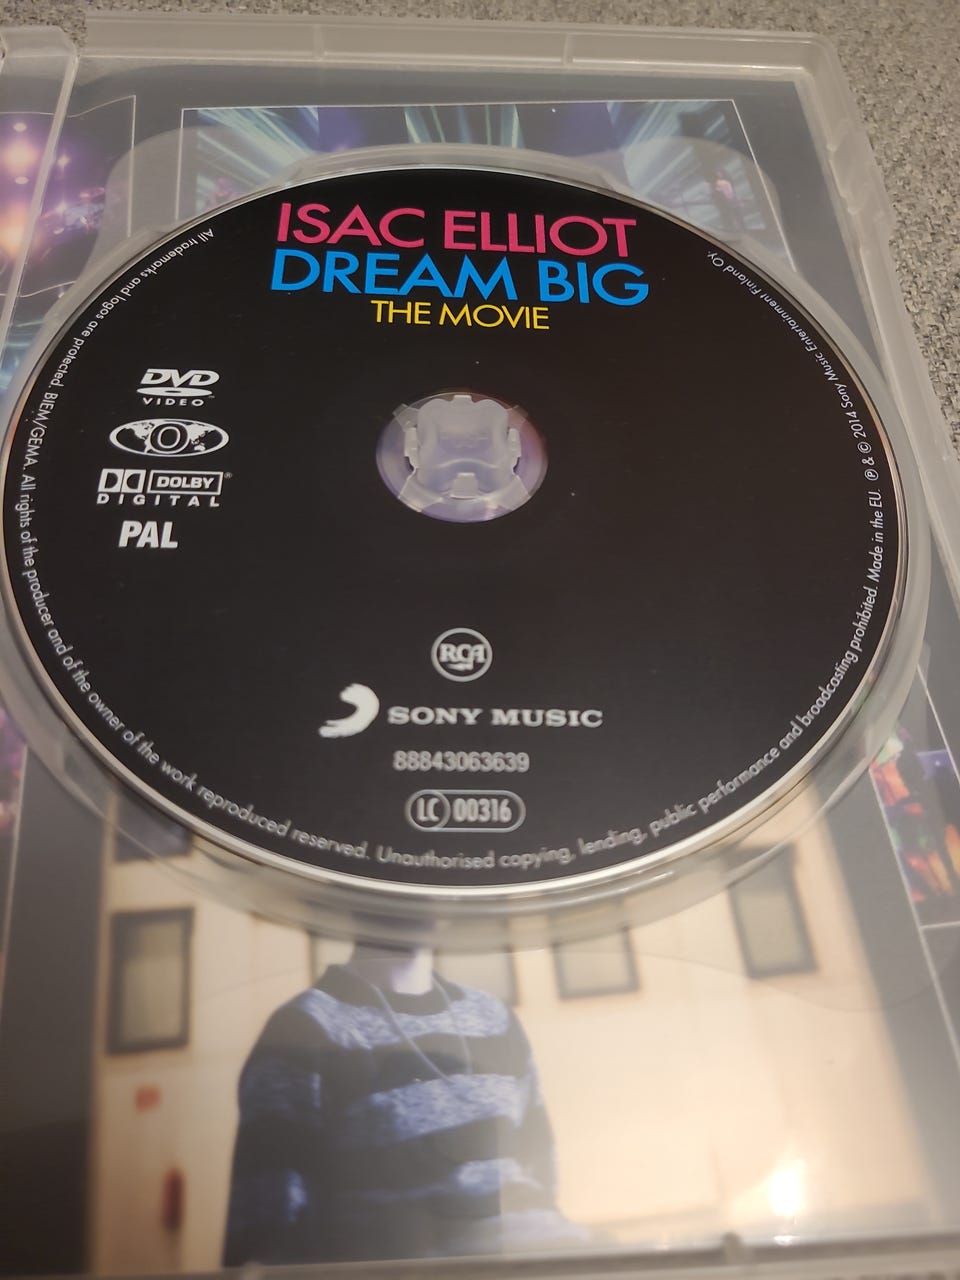 ISAC ELLIOT
DREAM BIG
THE MOVIE
DVD
VIDEO
0
DOLBY
DIGITAL
PAL
RCA
SONY MUSIC
88843063639
LC 00316
All trademarks and logos are protected. BIEM/GEMA. All rights of the producer and of the owner of the work reproduced reserved. Unauthorised copying, lending, public performance and broadcasting prohibited. Made in the EU. ℗ & © 2014 Sony Music Entertainment Finland Oy.